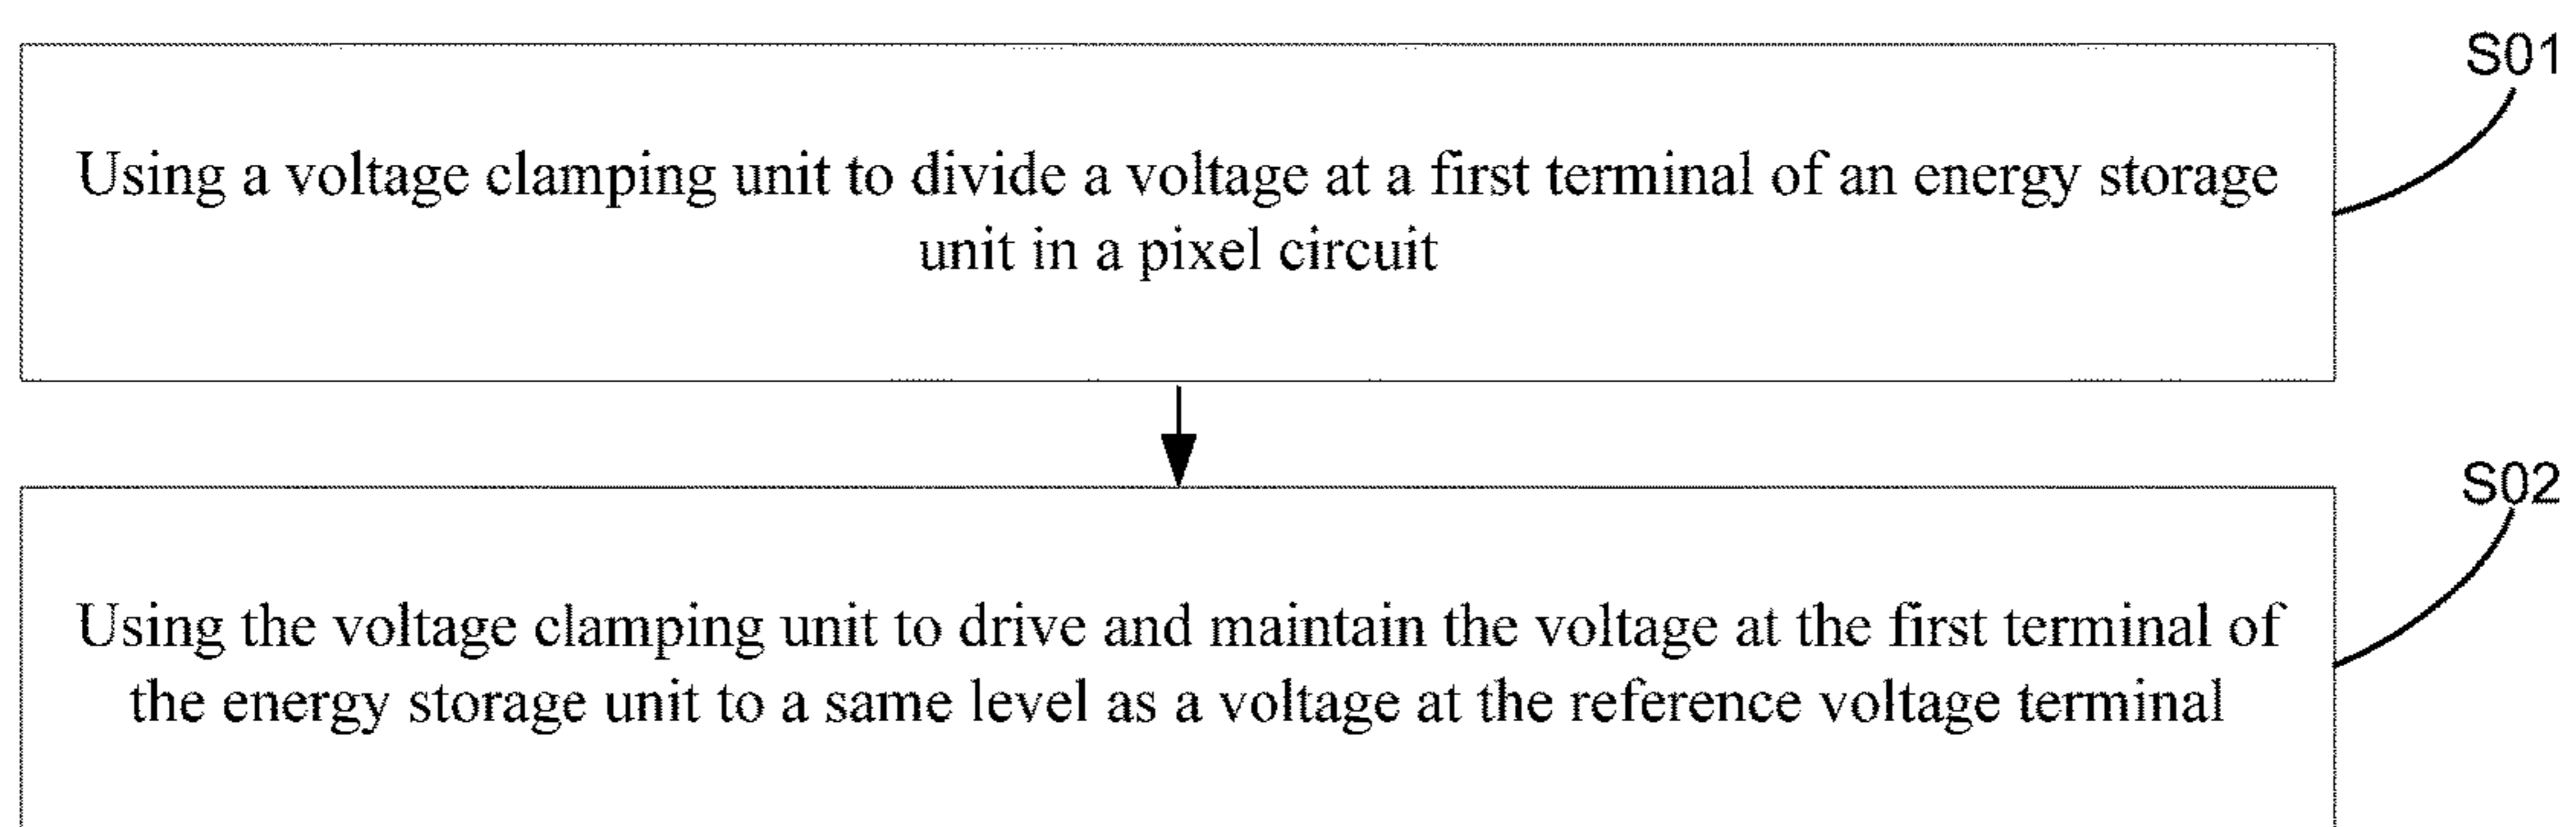 S01
Using a voltage clamping unit to divide a voltage at a first terminal of an energy storage
unit in a pixel circuit
S02
Using the voltage clamping unit to drive and maintain the voltage at the first terminal of
the energy storage unit to a same level as a voltage at the reference voltage terminal